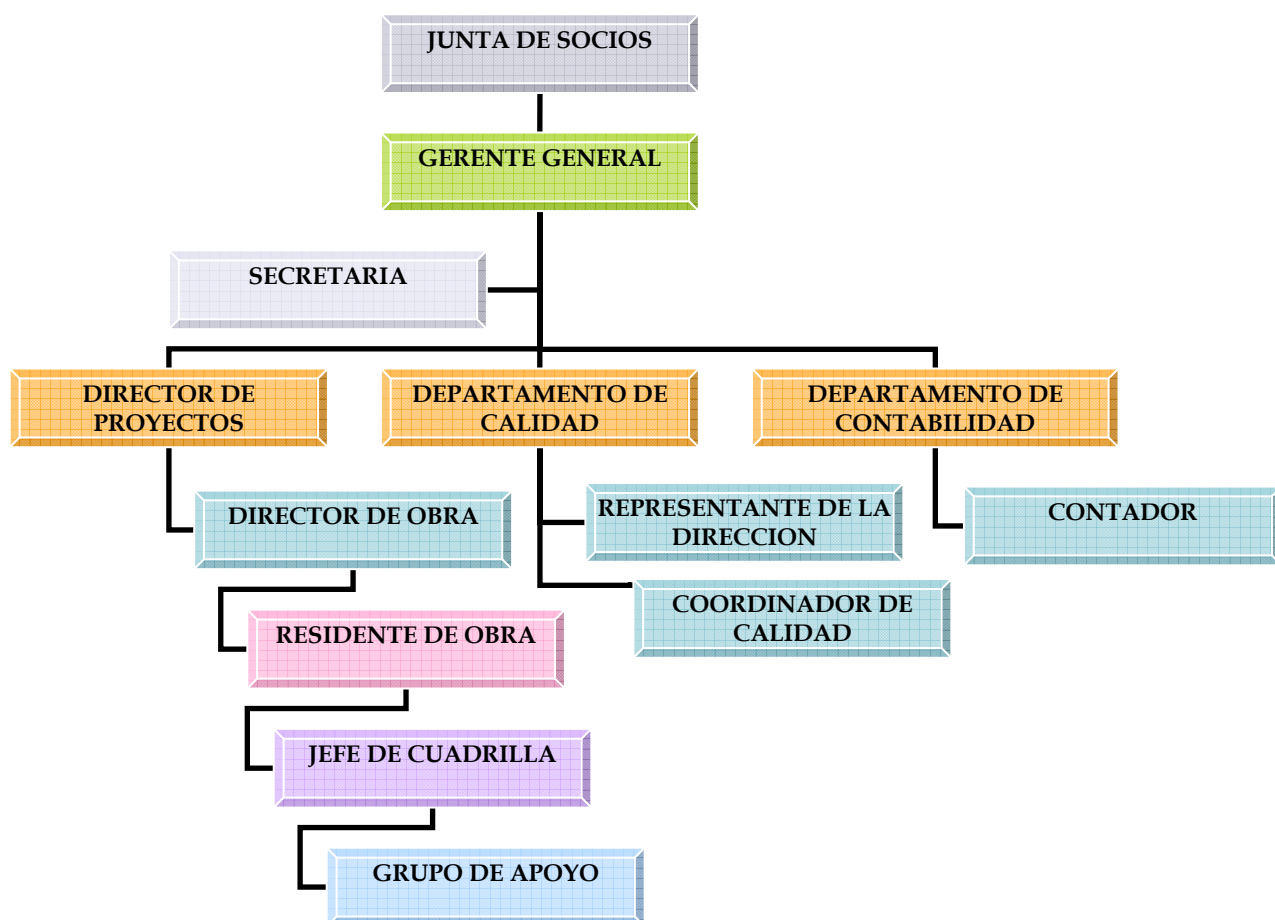 JUNTA DE SOCIOS
GERENTE GENERAL
SECRETARIA
DIRECTOR DE
PROYECTOS
DEPARTAMENTO DE
CALIDAD
DEPARTAMENTO DE
CONTABILIDAD
DIRECTOR DE OBRA
REPRESENTANTE DE LA
DIRECCION
CONTADOR
COORDINADOR DE
CALIDAD
RESIDENTE DE OBRA
JEFE DE CUADRILLA
GRUPO DE APOYO